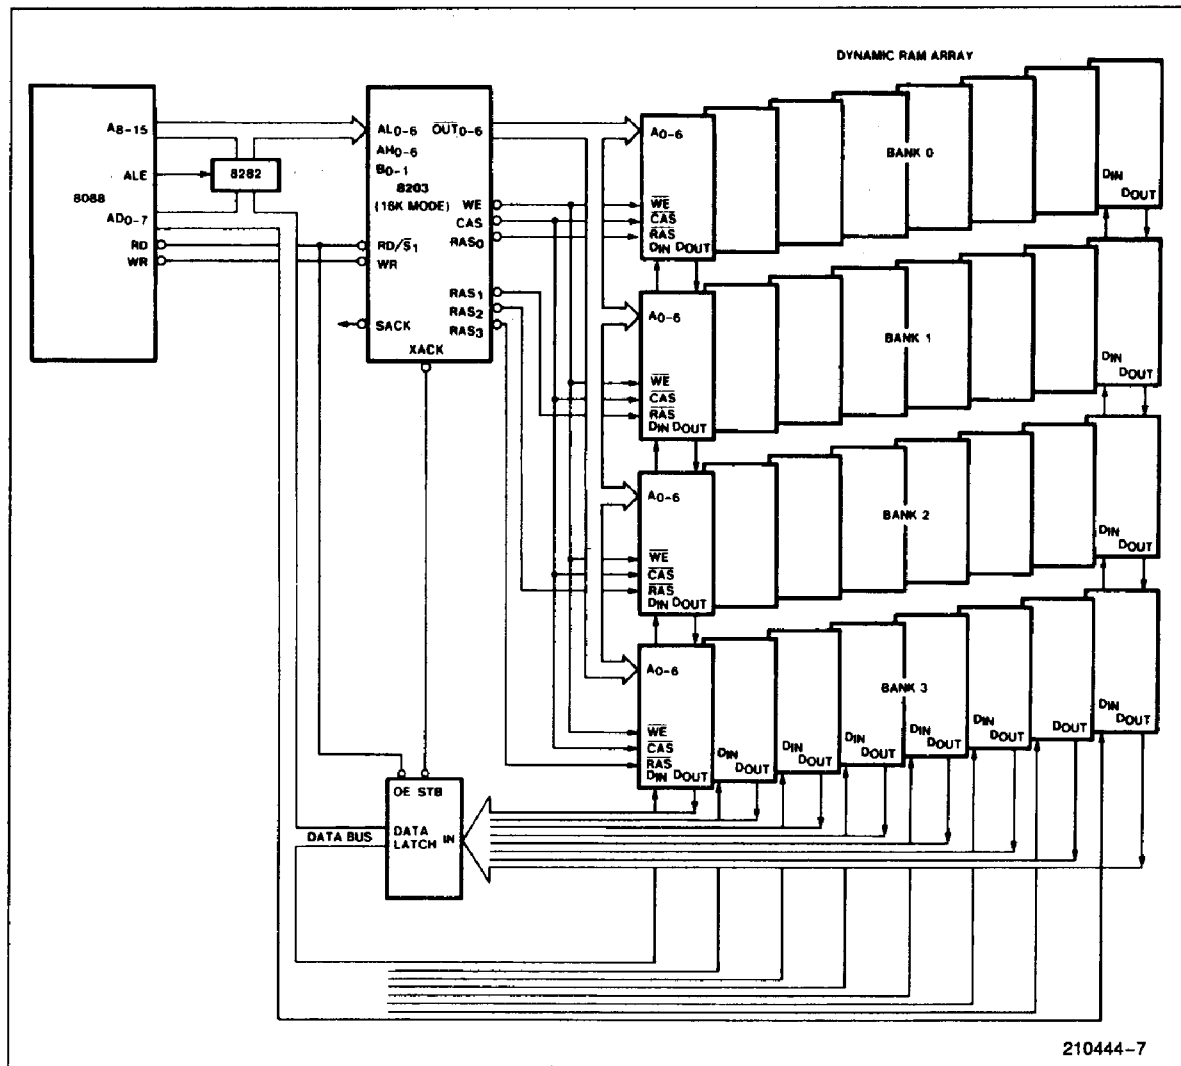 DYNAMIC RAM ARRAY
8088
A8-15
ALE
AD0-7
RD
WR
8282
AL0-6
AH0-6
B0-1
8203
(16K MODE)
RD/S1
WR
SACK
XACK
OUT0-6
WE
CAS
RAS0
RAS1
RAS2
RAS3
A0-6
WE
CAS
RAS
DIN DOUT
BANK 0
DIN
DOUT
A0-6
WE
CAS
RAS
DIN DOUT
BANK 1
DIN
DOUT
A0-6
WE
CAS
RAS
DIN DOUT
BANK 2
DIN
DOUT
A0-6
WE
CAS
RAS
DIN DOUT
BANK 3
DIN
DOUT
DIN
DOUT
DIN
DOUT
DIN
DOUT
DIN
DOUT
DIN
DOUT
DIN
DOUT
OE STB
DATA
LATCH
IN
DATA BUS
210444-7